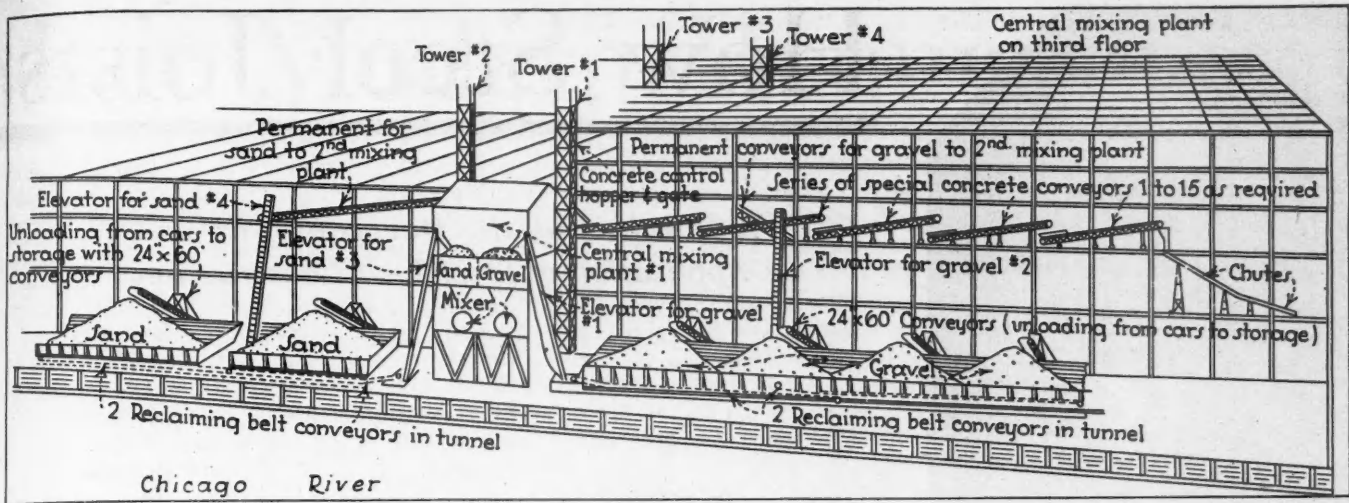 Tower #3
Tower #4
Central mixing plant
on third floor
Tower #2
Tower #1
Permanent for
sand to 2nd mixing
plant
Permanent conveyors for gravel to 2nd mixing plant
Concrete control
hopper & gate
Series of special concrete conveyors 1 to 15 as required
Elevator for sand #4
Unloading from cars to
storage with 24"x60'
conveyors
Elevator for
sand #3
Sand
Gravel
Mixer
Central mixing
plant #1
Elevator for gravel #2
Chutes
Elevator for gravel
#1
24"x60' Conveyors (unloading from cars to storage)
Sand
Sand
Gravel
2 Reclaiming belt conveyors in tunnel
2 Reclaiming belt conveyors in tunnel
Chicago River